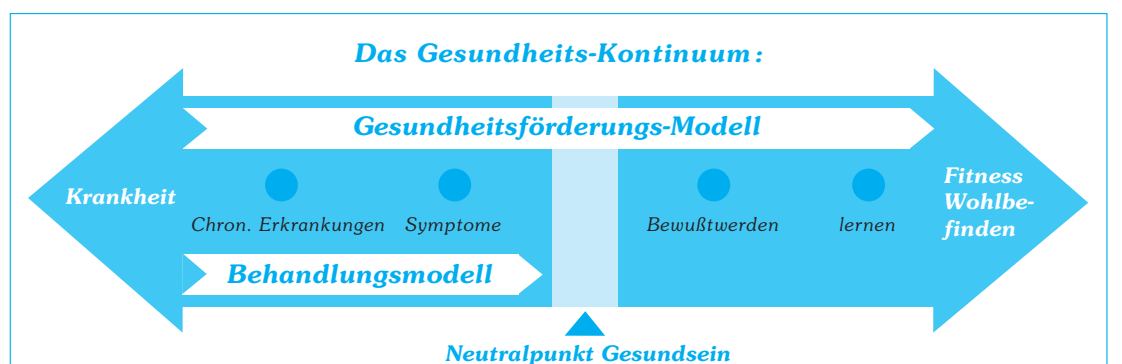 Das Gesundheits-Kontinuum:
Gesundheitsförderungs-Modell
Krankheit
Chron. Erkrankungen
Symptome
Bewußtwerden
lernen
Fitness
Wohlbe-
finden
Behandlungsmodell
Neutralpunkt Gesundsein